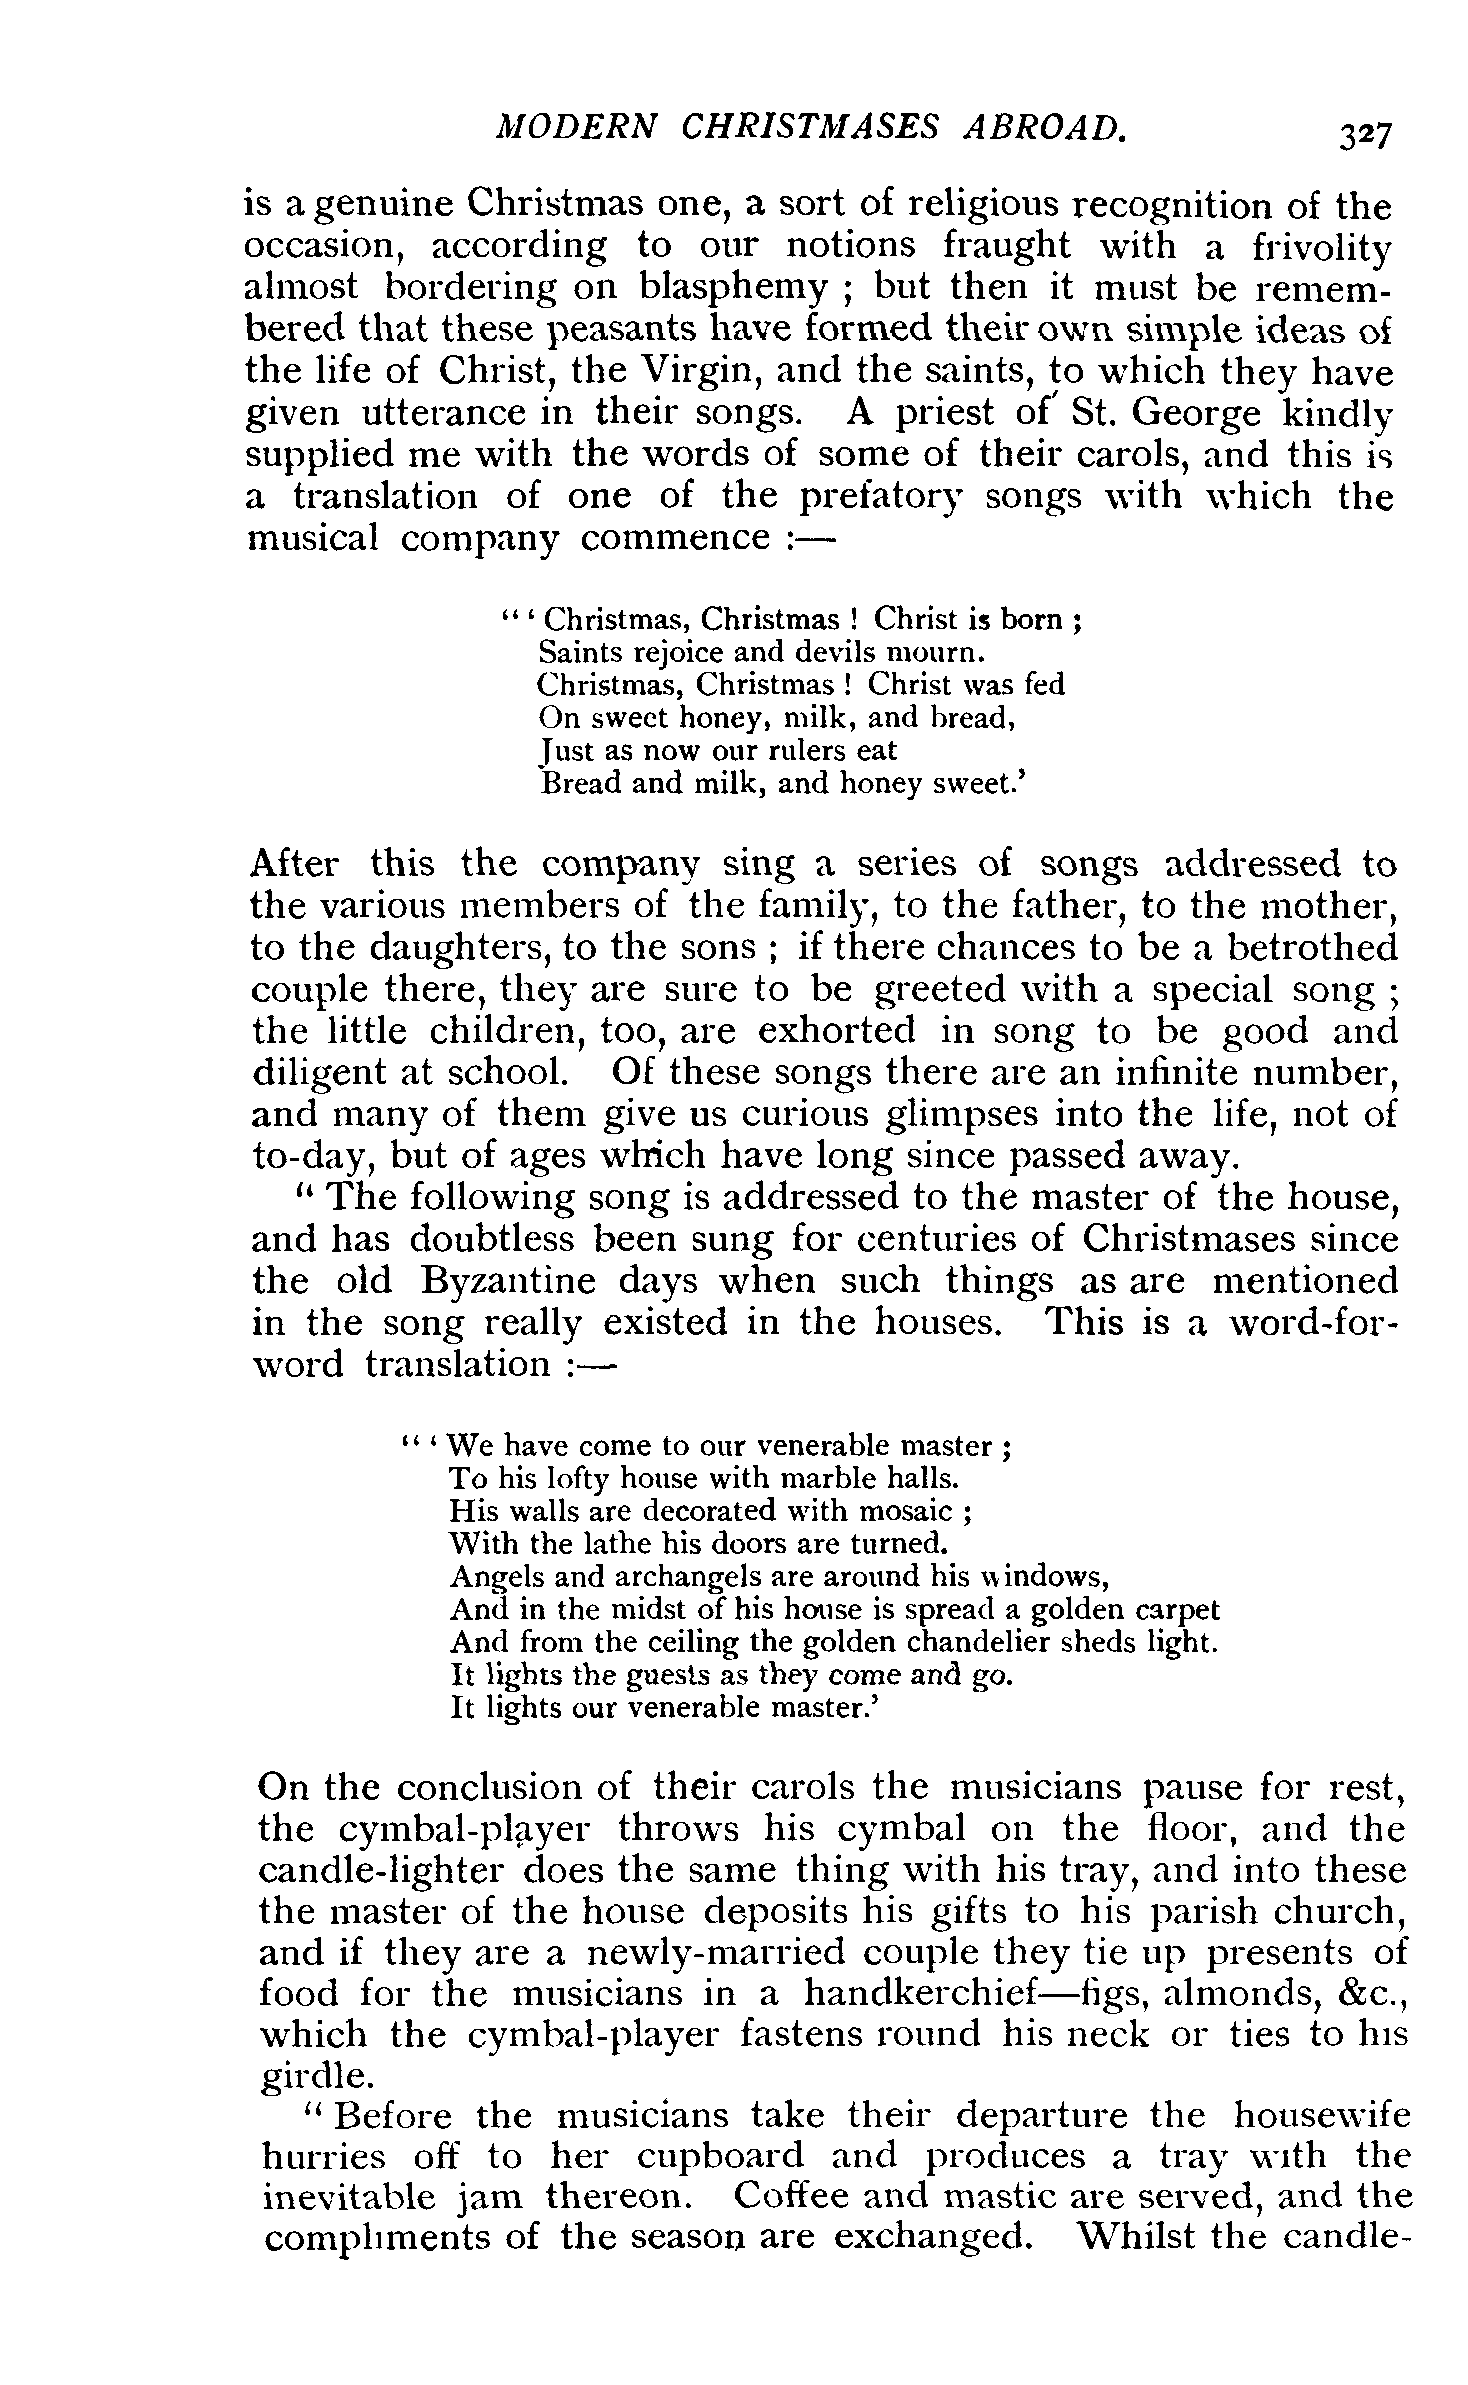 MODERN CHRISTMASES ABROAD. 327
is a genuine Christmas one, a sort of religious recognition of the
occasion, according to our notions fraught with a frivolity
almost bordering on blasphemy ; but then it must be remem-
bered that these peasants have formed their own simple ideas of
the life of Christ, the Virgin, and the saints, to which they have
given utterance in their songs. A priest of St. George kindly
supplied me with the words of some of their carols, and this is
a translation of one of the prefatory songs with which the
musical company commence :—
“ ‘ Christmas, Christmas ! Christ is born ;
Saints rejoice and devils mourn.
Christmas, Christmas ! Christ was fed
On sweet honey, milk, and bread,
Just as now our rulers eat
Bread and milk, and honey sweet.’
After this the company sing a series of songs addressed to
the various members of the family, to the father, to the mother,
to the daughters, to the sons ; if there chances to be a betrothed
couple there, they are sure to be greeted with a special song ;
the little children, too, are exhorted in song to be good and
diligent at school. Of these songs there are an infinite number,
and many of them give us curious glimpses into the life, not of
to-day, but of ages which have long since passed away.
“ The following song is addressed to the master of the house,
and has doubtless been sung for centuries of Christmases since
the old Byzantine days when such things as are mentioned
in the song really existed in the houses. This is a word-for-
word translation :—
“ ‘ We have come to our venerable master ;
To his lofty house with marble halls.
His walls are decorated with mosaic ;
With the lathe his doors are turned.
Angels and archangels are around his windows,
And in the midst of his house is spread a golden carpet
And from the ceiling the golden chandelier sheds light.
It lights the guests as they come and go.
It lights our venerable master.’
On the conclusion of their carols the musicians pause for rest,
the cymbal-player throws his cymbal on the floor, and the
candle-lighter does the same thing with his tray, and into these
the master of the house deposits his gifts to his parish church,
and if they are a newly-married couple they tie up presents of
food for the musicians in a handkerchief—figs, almonds, &c.,
which the cymbal-player fastens round his neck or ties to his
girdle.
“ Before the musicians take their departure the housewife
hurries off to her cupboard and produces a tray with the
inevitable jam thereon. Coffee and mastic are served, and the
compliments of the season are exchanged. Whilst the candle-